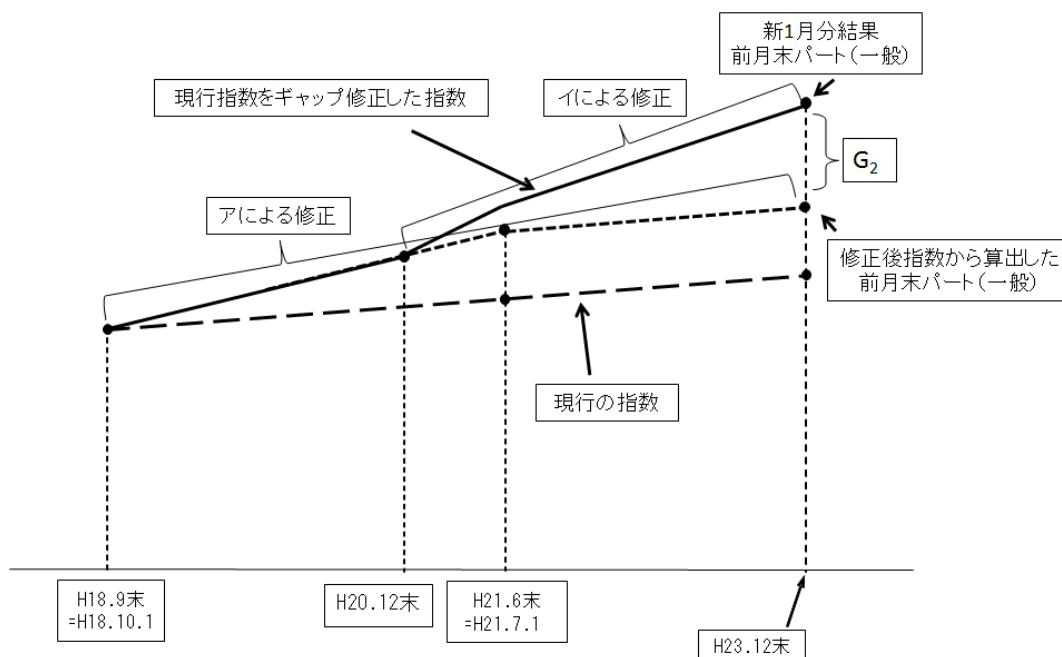 新1月分結果
前月末パート(一般)
現行指数をギャップ修正した指数
イによる修正
G₂
アによる修正
修正後指数から算出した
前月末パート(一般)
現行の指数
H18.9末
=H18.10.1
H20.12末
H21.6末
=H21.7.1
H23.12末